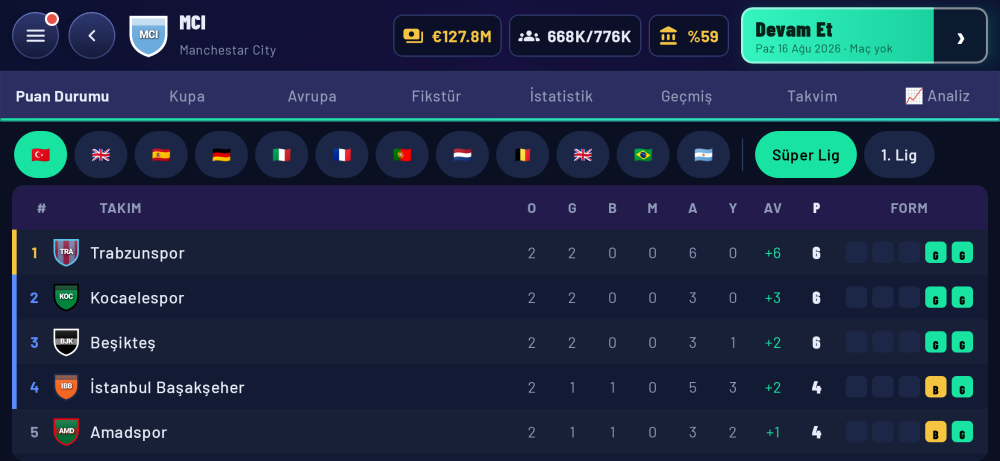 MCI MCI
Manchestar City
€127.8M 668K/776K %59
Devam Et
Paz 16 Ağu 2026 · Maç yok
Puan Durumu Kupa Avrupa Fikstür İstatistik Geçmiş Takvim Analiz
Süper Lig 1. Lig
# TAKIM O G B M A Y AV P FORM
1 TRA Trabzunspor 2 2 0 0 6 0 +6 6 G G
2 KOC Kocaelespor 2 2 0 0 3 0 +3 6 G G
3 BJK Beşikteş 2 2 0 0 3 1 +2 6 G G
4 IBB İstanbul Başakşeher 2 1 1 0 5 3 +2 4 B G
5 AMD Amadspor 2 1 1 0 3 2 +1 4 B G